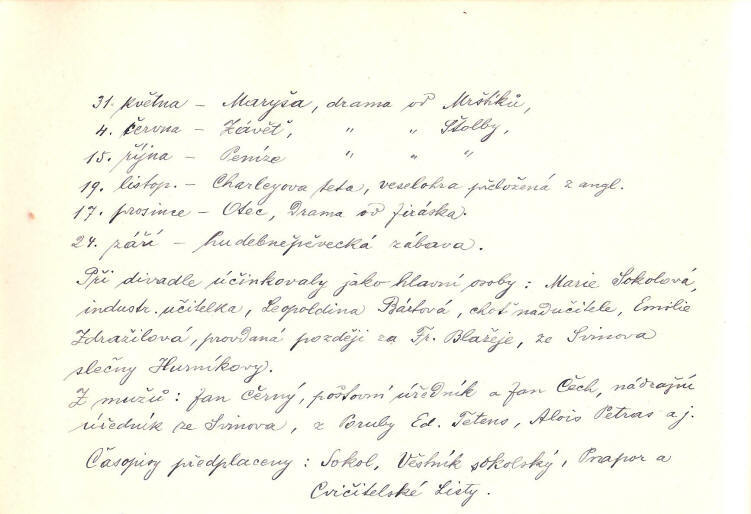 31. května – Maryša, drama od Mrštíků,
4. června – Závěť, " " Štolby,
15. října – Peníze " " "
19. listop. – Charleyova teta, veselohra přeložená z angl.
17. prosince – Otec, Drama od Jiráska.
24. září – hudebněpěvecká zábava.
Při divadle účinkovaly jako hlavní osoby: Marie Sokolová,
industr. učitelka, Leopoldina Bártová, choť nadučitele, Emilie
Zdražilová, provdaná později za Fr. Blažeje, ze Svinova
slečny Hurníkovy.
Z mužů: Jan Černý, poštovní úředník a Jan Čech, nádražní
úředník ze Svinova, z Poruby Ed. Tetens, Alois Petras a j.
Časopisy předplaceny: Sokol, Věstník sokolský, Prapor a
Cvičitelské Listy.